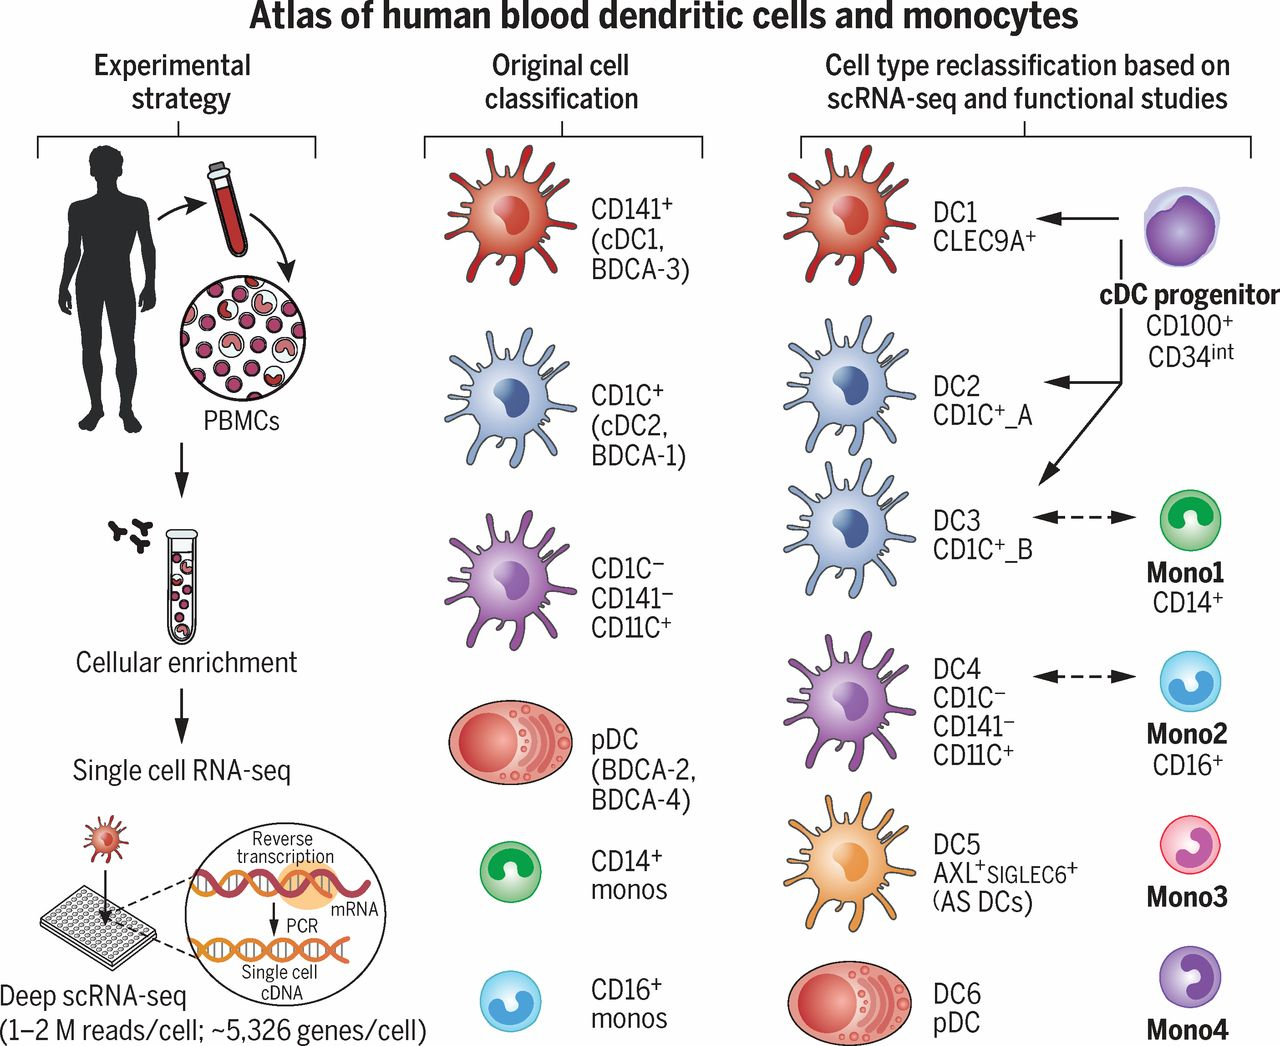 Atlas of human blood dendritic cells and monocytes
Experimental
strategy
PBMCs
Cellular enrichment
Single cell RNA-seq
Reverse
transcription
mRNA
PCR
Single cell
cDNA
Deep scRNA-seq
(1–2 M reads/cell; ~5,326 genes/cell)
Original cell
classification
CD141⁺
(cDC1,
BDCA-3)
CD1C⁺
(cDC2,
BDCA-1)
CD1C⁻
CD141⁻
CD11C⁺
pDC
(BDCA-2,
BDCA-4)
CD14⁺
monos
CD16⁺
monos
Cell type reclassification based on
scRNA-seq and functional studies
DC1
CLEC9A⁺
cDC progenitor
CD100⁺
CD34ⁱⁿᵗ
DC2
CD1C⁺_A
DC3
CD1C⁺_B
Mono1
CD14⁺
DC4
CD1C⁻
CD141⁻
CD11C⁺
Mono2
CD16⁺
DC5
AXL⁺SIGLEC6⁺
(AS DCs)
Mono3
DC6
pDC
Mono4